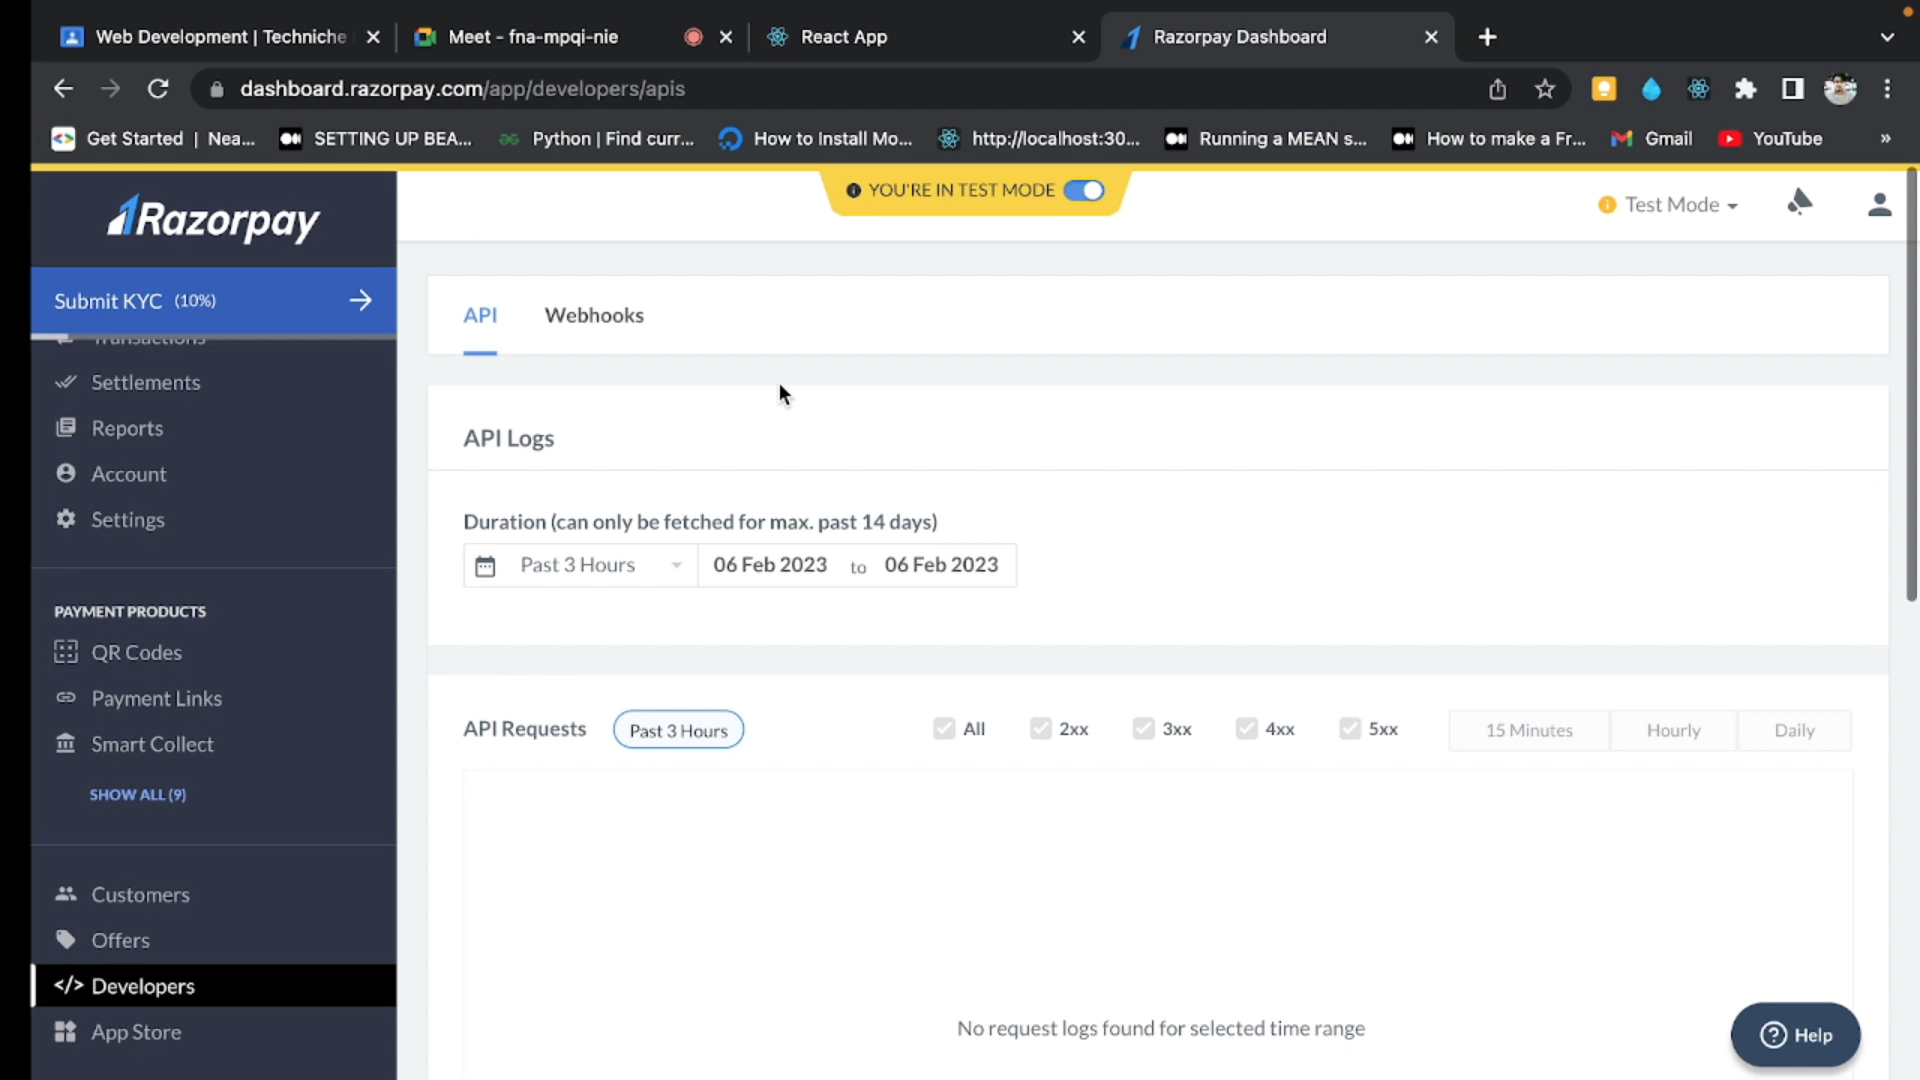 Web Development | Techniche
Meet - fna-mpqi-nie
React App
Razorpay Dashboard
dashboard.razorpay.com/app/developers/apis
Get Started | Nea...
SETTING UP BEA...
Python | Find curr...
How to Install Mo...
http://localhost:30...
Running a MEAN s...
How to make a Fr...
Gmail
YouTube
»
YOU'RE IN TEST MODE
Test Mode
Razorpay
Submit KYC (10%)
Transactions
Settlements
Reports
Account
Settings
PAYMENT PRODUCTS
QR Codes
Payment Links
Smart Collect
SHOW ALL (9)
Customers
Offers
</> Developers
App Store
API
Webhooks
API Logs
Duration (can only be fetched for max. past 14 days)
Past 3 Hours
06 Feb 2023 to 06 Feb 2023
API Requests
Past 3 Hours
All
2xx
3xx
4xx
5xx
15 Minutes
Hourly
Daily
No request logs found for selected time range
? Help